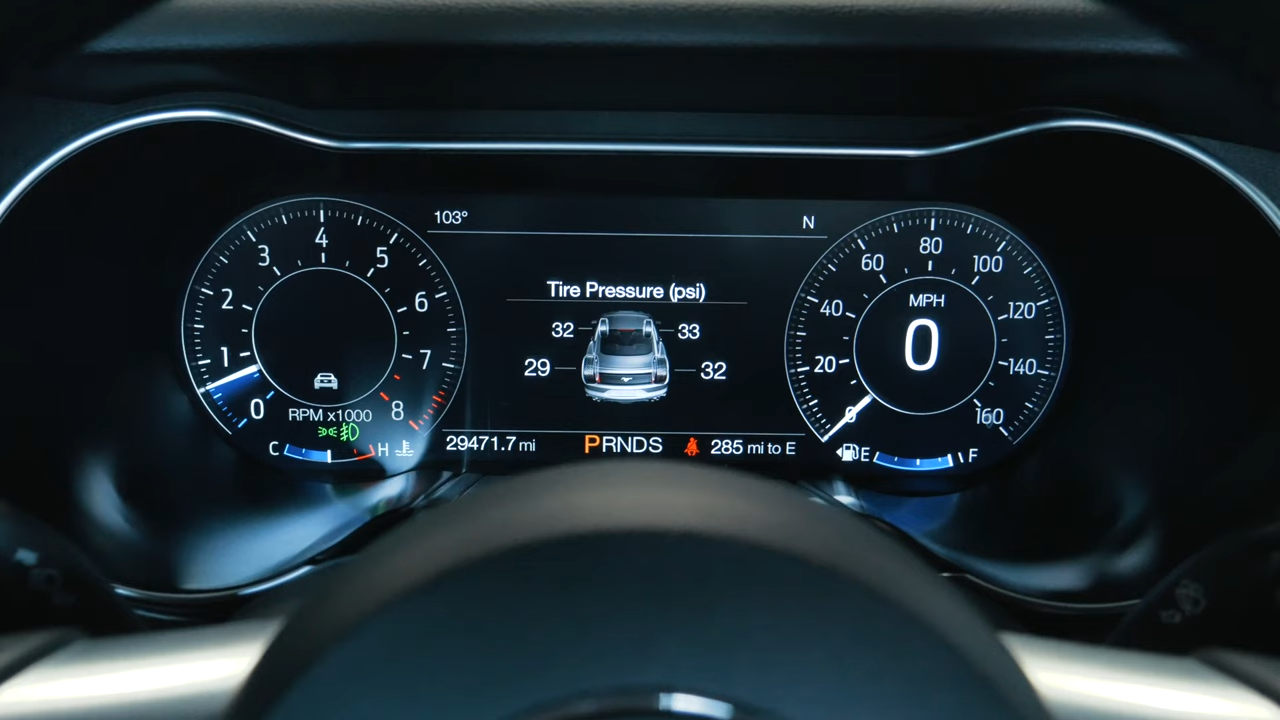 103° N
Tire Pressure (psi)
32 33
29 32
0 1 2 3 4 5 6 7 8
RPM x1000
C H
29471.7 mi PRNDS 285 mi to E
0 20 40 60 80 100 120 140 160
MPH
0
E F